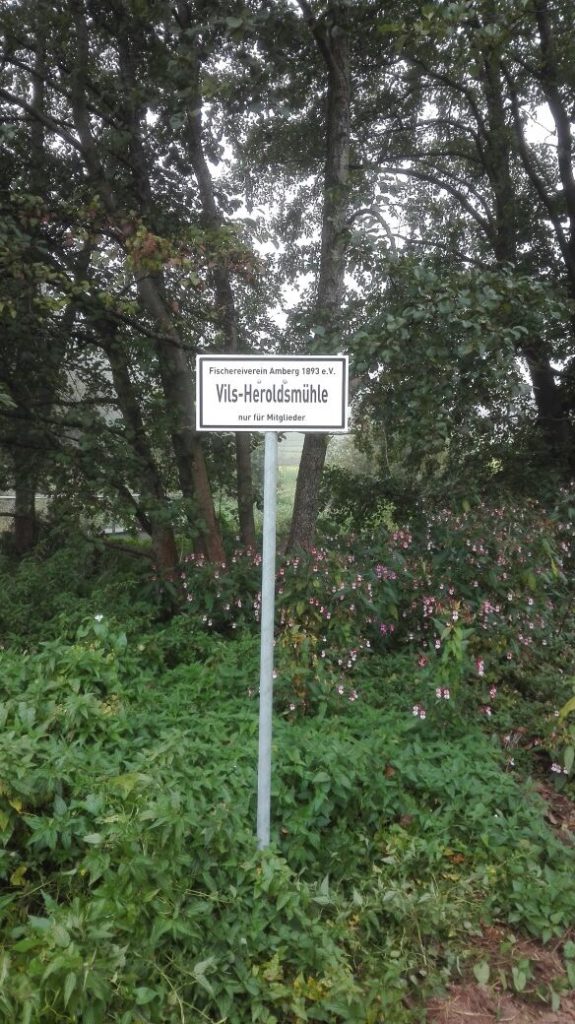 Fischereiverein Amberg 1893 e.V.
Vils-Heroldsmühle
nur für Mitglieder